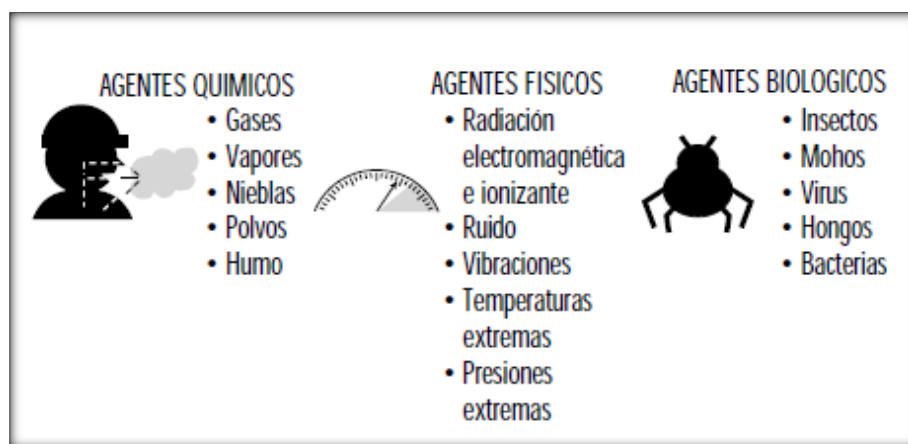 AGENTES QUIMICOS
• Gases
• Vapores
• Nieblas
• Polvos
• Humo
AGENTES FISICOS
• Radiación
electromagnética
e ionizante
• Ruido
• Vibraciones
• Temperaturas
extremas
• Presiones
extremas
AGENTES BIOLOGICOS
• Insectos
• Mohos
• Virus
• Hongos
• Bacterias